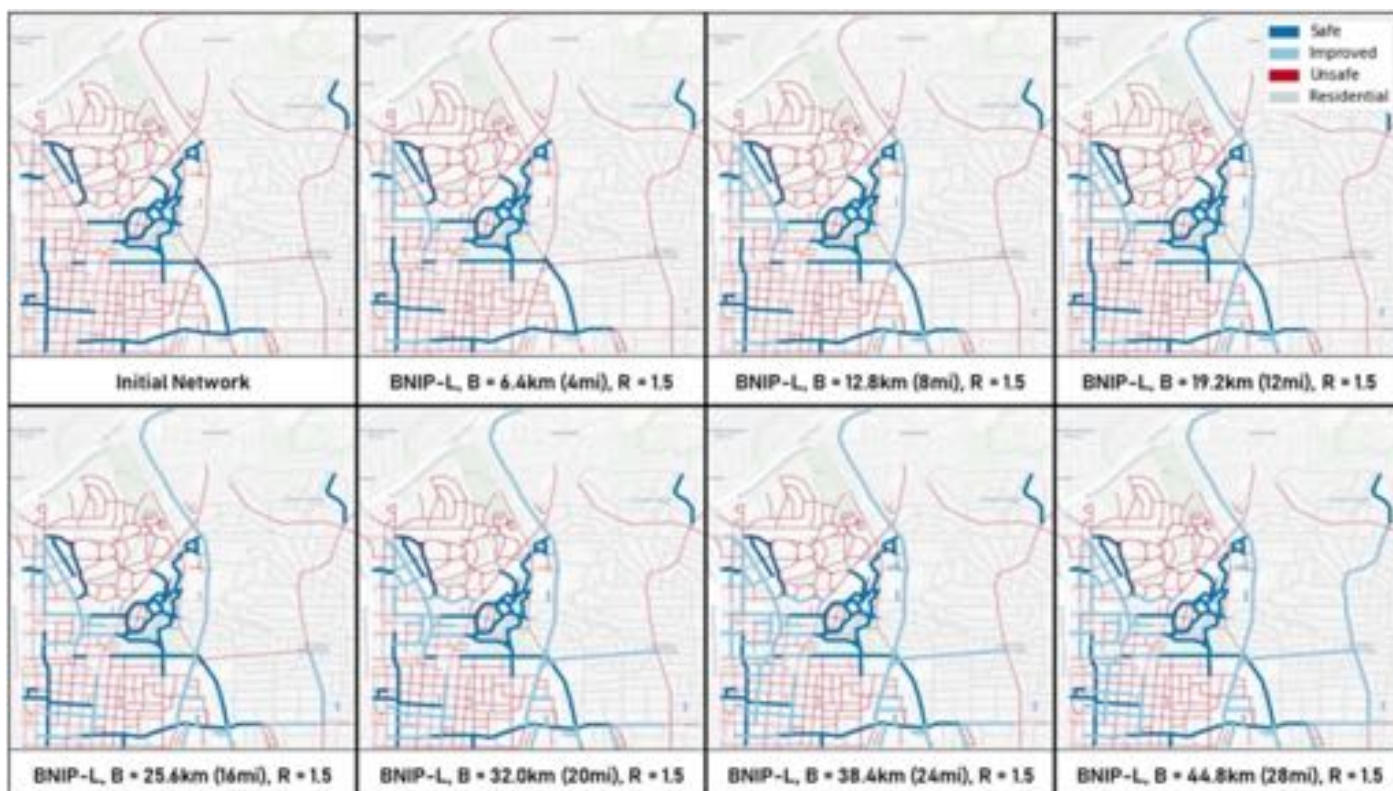 Safe
Improved
Unsafe
Residential
Initial Network
BNIP-L, B = 6.4km (4mi), R = 1.5
BNIP-L, B = 12.8km (8mi), R = 1.5
BNIP-L, B = 19.2km (12mi), R = 1.5
BNIP-L, B = 25.6km (16mi), R = 1.5
BNIP-L, B = 32.0km (20mi), R = 1.5
BNIP-L, B = 38.4km (24mi), R = 1.5
BNIP-L, B = 44.8km (28mi), R = 1.5